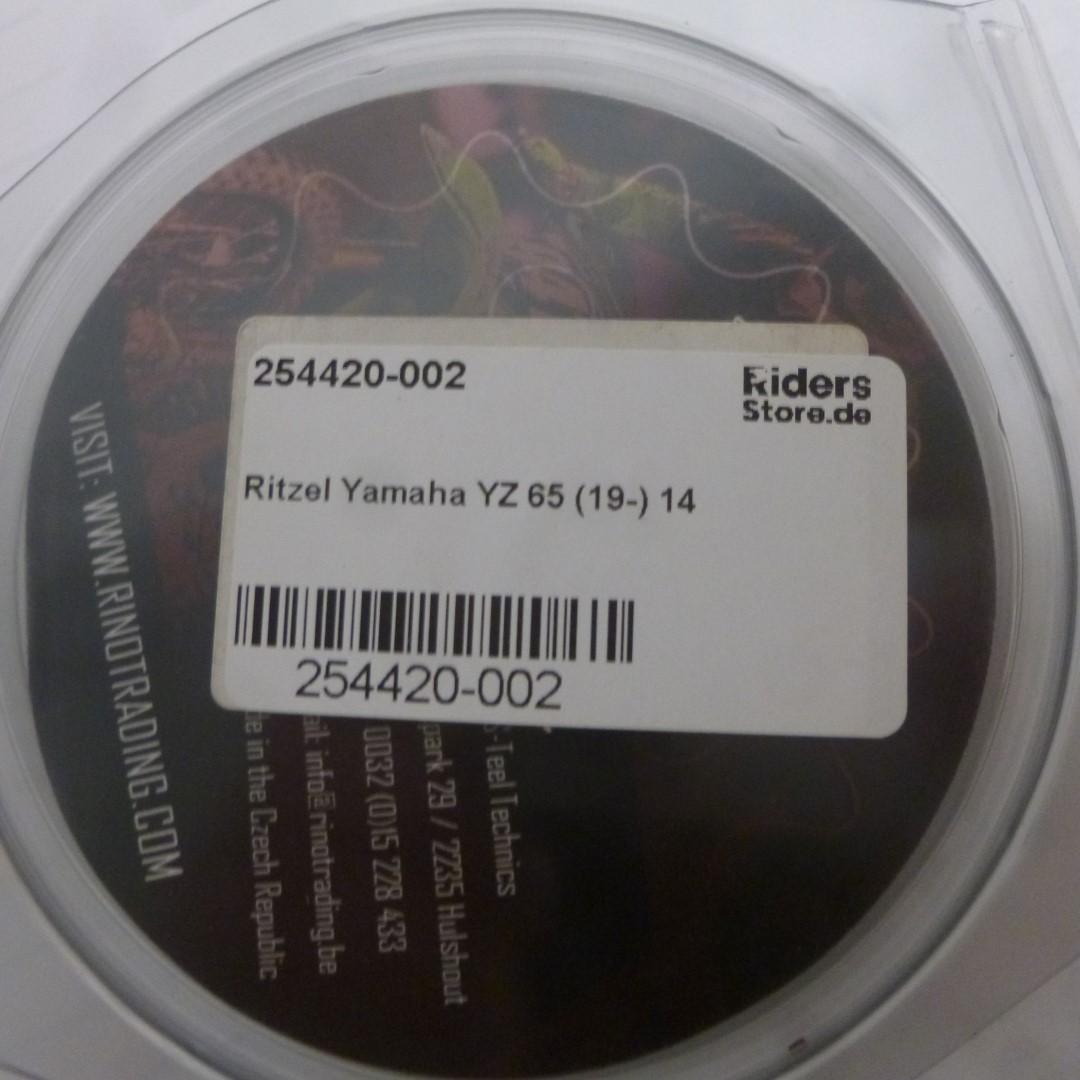 254420-002
Riders
Store.de
Ritzel Yamaha YZ 65 (19-) 14
254420-002
VISIT: WWW.RINOTRADING.COM
-Teel Technics
park 29 / 2235 Hulshout
0032 (0)15 228 433
info@rinotrading.be
in the Czech Republic